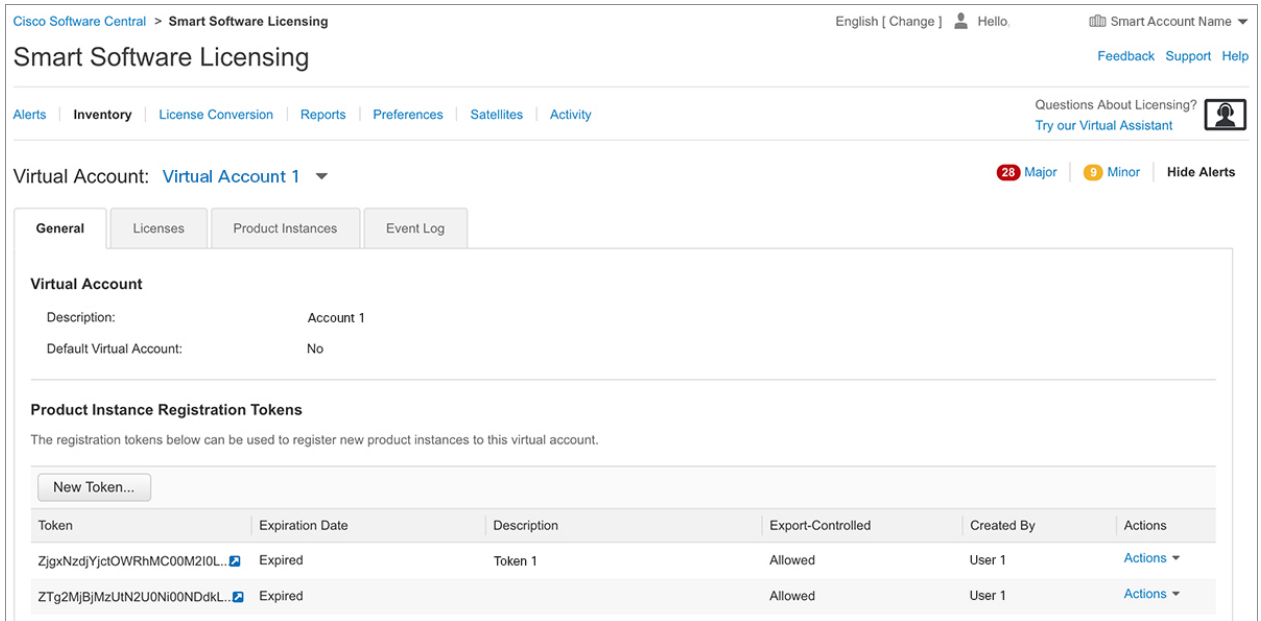 Cisco Software Central > Smart Software Licensing
English [ Change ] Hello, Smart Account Name
Smart Software Licensing
Feedback Support Help
Alerts Inventory License Conversion Reports Preferences Satellites Activity
Questions About Licensing?
Try our Virtual Assistant
Virtual Account: Virtual Account 1
28 Major 9 Minor Hide Alerts
General Licenses Product Instances Event Log
Virtual Account
Description: Account 1
Default Virtual Account: No
Product Instance Registration Tokens
The registration tokens below can be used to register new product instances to this virtual account.
New Token...
Token Expiration Date Description Export-Controlled Created By Actions
ZjgxNzdjYjctOWRhMC00M2I0L... Expired Token 1 Allowed User 1 Actions
ZTg2MjBjMzUtN2U0Ni00NDdkL... Expired Allowed User 1 Actions